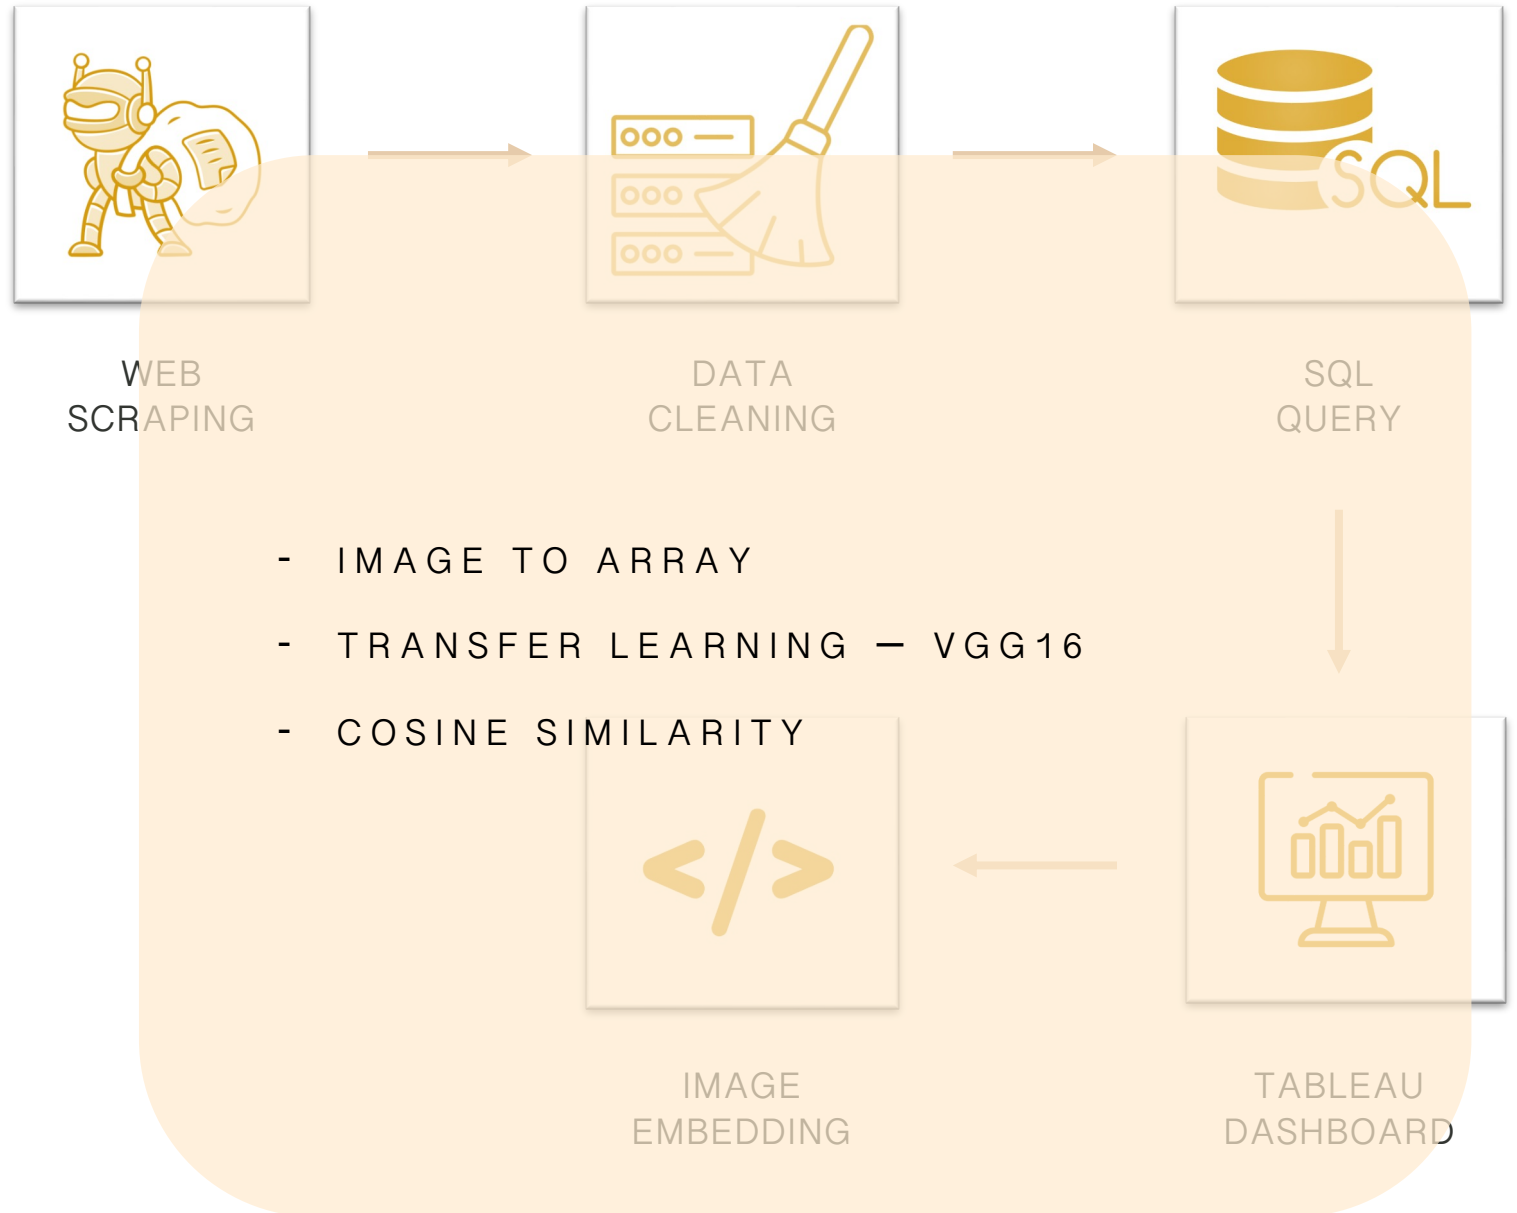 SQL
WEB
SCRAPING
DATA
CLEANING
SQL
QUERY
- IMAGE TO ARRAY
- TRANSFER LEARNING — VGG16
- COSINE SIMILARITY
IMAGE
EMBEDDING
TABLEAU
DASHBOARD